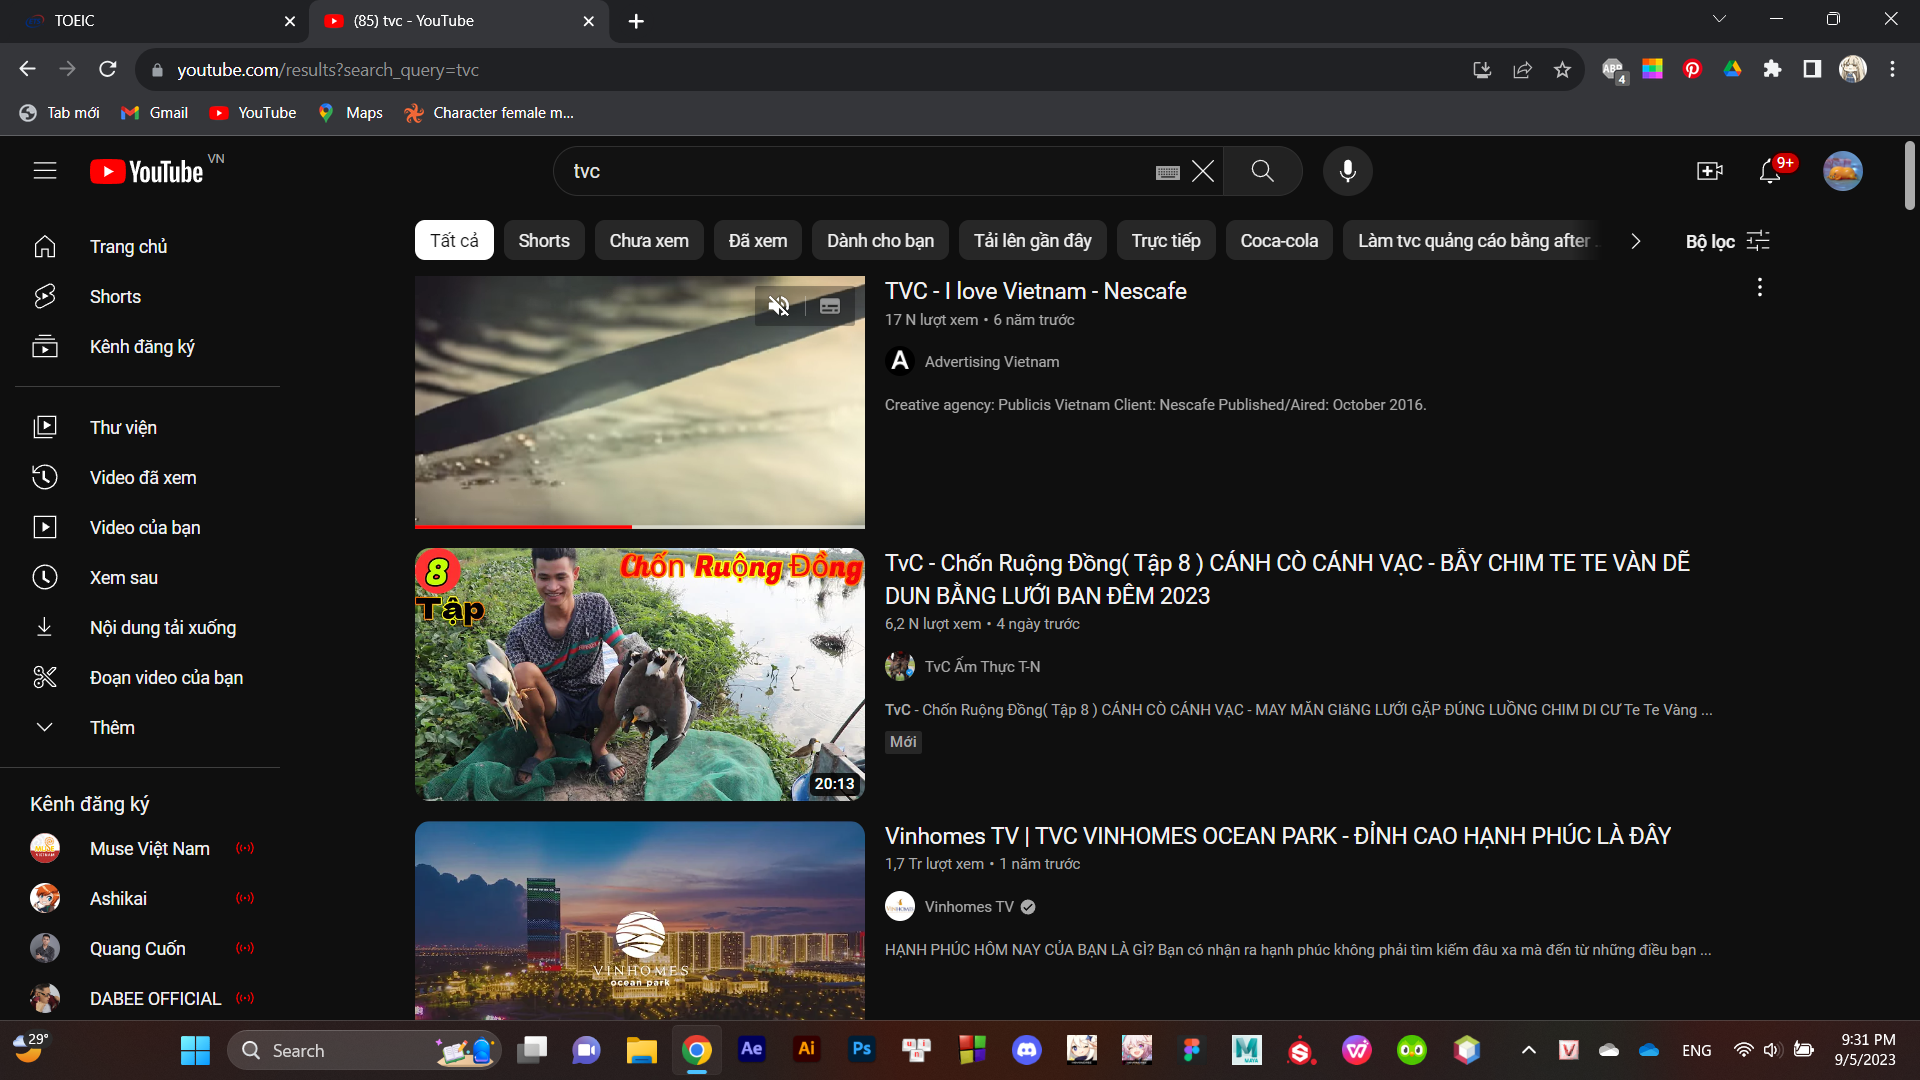 TOEIC
(85) tvc - YouTube
youtube.com/results?search_query=tvc
ABP
4
Tab mới
Gmail
YouTube
Maps
Character female m...
YouTube
VN
tvc
9+
Tất cả
Shorts
Chưa xem
Đã xem
Dành cho bạn
Tải lên gần đây
Trực tiếp
Coca-cola
Làm tvc quảng cáo bằng after ...
Bộ lọc
Trang chủ
Shorts
Kênh đăng ký
Thư viện
Video đã xem
Video của bạn
Xem sau
Nội dung tải xuống
Đoạn video của bạn
Thêm
Kênh đăng ký
Muse Việt Nam
Ashikai
Quang Cuốn
DABEE OFFICIAL
TVC - I love Vietnam - Nescafe
17 N lượt xem • 6 năm trước
A
Advertising Vietnam
Creative agency: Publicis Vietnam Client: Nescafe Published/Aired: October 2016.
8
Tập
Chốn Ruộng Đồng
20:13
TvC - Chốn Ruộng Đồng( Tập 8 ) CÁNH CÒ CÁNH VẠC - BẪY CHIM TE TE VÀN DẼ
DUN BẰNG LƯỚI BAN ĐÊM 2023
6,2 N lượt xem • 4 ngày trước
TvC Ẩm Thực T-N
TvC - Chốn Ruộng Đồng( Tập 8 ) CÁNH CÒ CÁNH VẠC - MAY MẮN GIăNG LƯỚI GẶP ĐÚNG LUỒNG CHIM DI CƯ Te Te Vàng ...
Mới
VINHOMES
ocean park
Vinhomes TV | TVC VINHOMES OCEAN PARK - ĐỈNH CAO HẠNH PHÚC LÀ ĐÂY
1,7 Tr lượt xem • 1 năm trước
Vinhomes TV
HẠNH PHÚC HÔM NAY CỦA BẠN LÀ GÌ? Bạn có nhận ra hạnh phúc không phải tìm kiếm đâu xa mà đến từ những điều bạn ...
29°
Search
Ae
Ai
Ps
M
MAYA
S
V
ENG
9:31 PM
9/5/2023